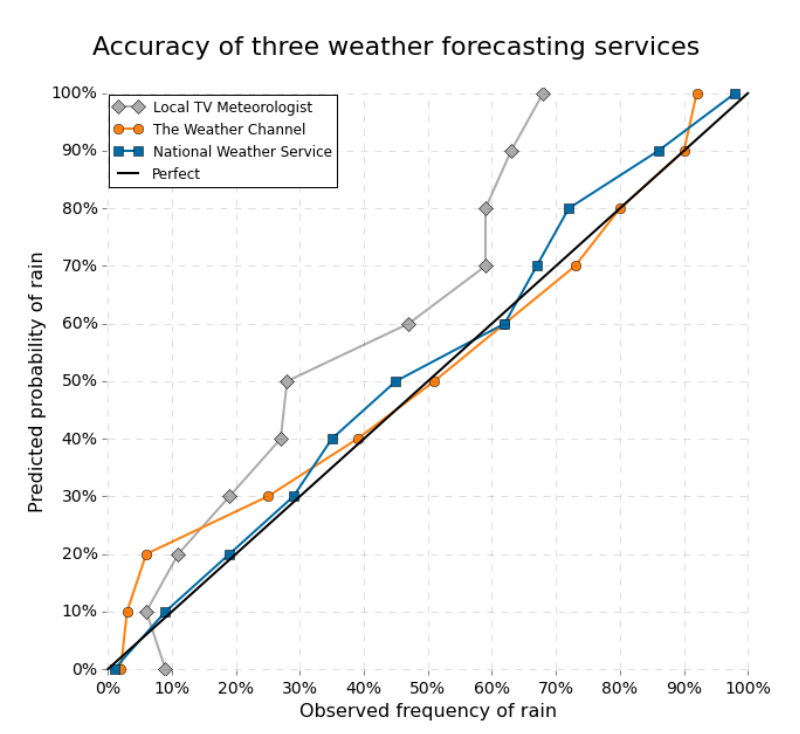 Accuracy of three weather forecasting services
Local TV Meteorologist
The Weather Channel
National Weather Service
Perfect
Predicted probability of rain
100%
90%
80%
70%
60%
50%
40%
30%
20%
10%
0%
0% 10% 20% 30% 40% 50% 60% 70% 80% 90% 100%
Observed frequency of rain